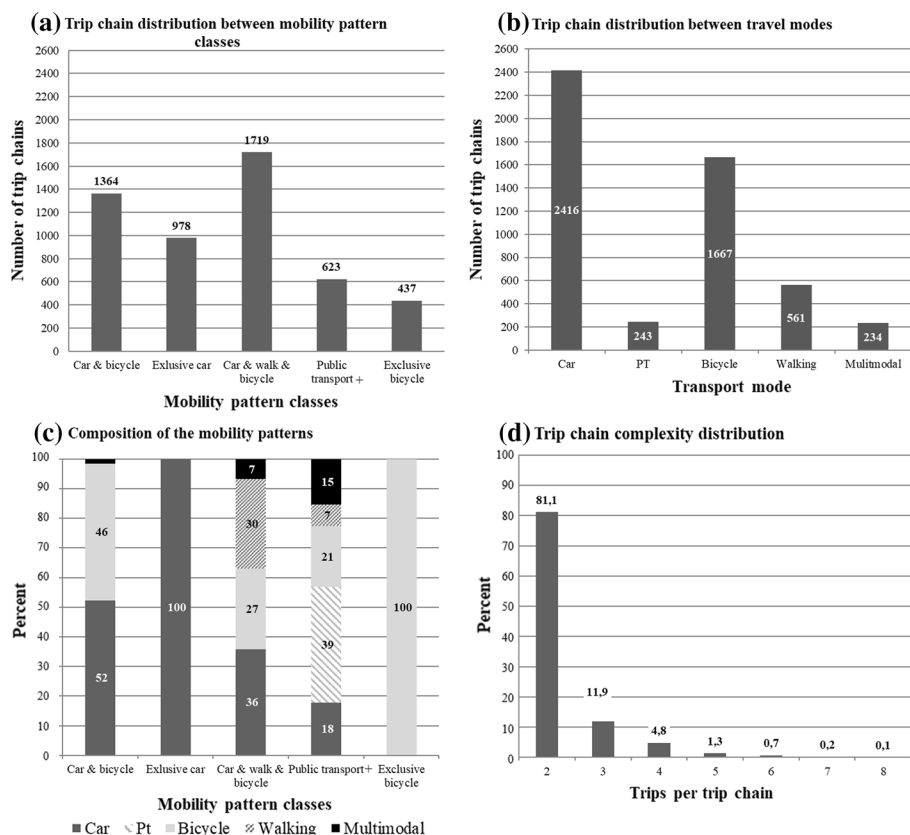 (a) Trip chain distribution between mobility pattern
classes
Number of trip chains
2600
2400
2200
2000
1800
1600
1400
1200
1000
800
600
400
200
0
1364
978
1719
623
437
Car & bicycle
Exlusive car
Car & walk &
bicycle
Public
transport +
Exclusive
bicycle
Mobility pattern classes
(b) Trip chain distribution between travel modes
Number of trip chains
2600
2400
2200
2000
1800
1600
1400
1200
1000
800
600
400
200
0
2416
243
1667
561
234
Car
PT
Bicycle
Walking
Mulitmodal
Transport mode
(c) Composition of the mobility patterns
Percent
100
90
80
70
60
50
40
30
20
10
0
46
52
100
7
30
27
36
15
7
21
39
18
100
Car & bicycle
Exlusive car
Car & walk &
bicycle
Public transport+
Exclusive
bicycle
Mobility pattern classes
Car Pt Bicycle Walking Multimodal
(d) Trip chain complexity distribution
Percent
100
90
80
70
60
50
40
30
20
10
0
81,1
11,9
4,8
1,3
0,7
0,2
0,1
2 3 4 5 6 7 8
Trips per trip chain